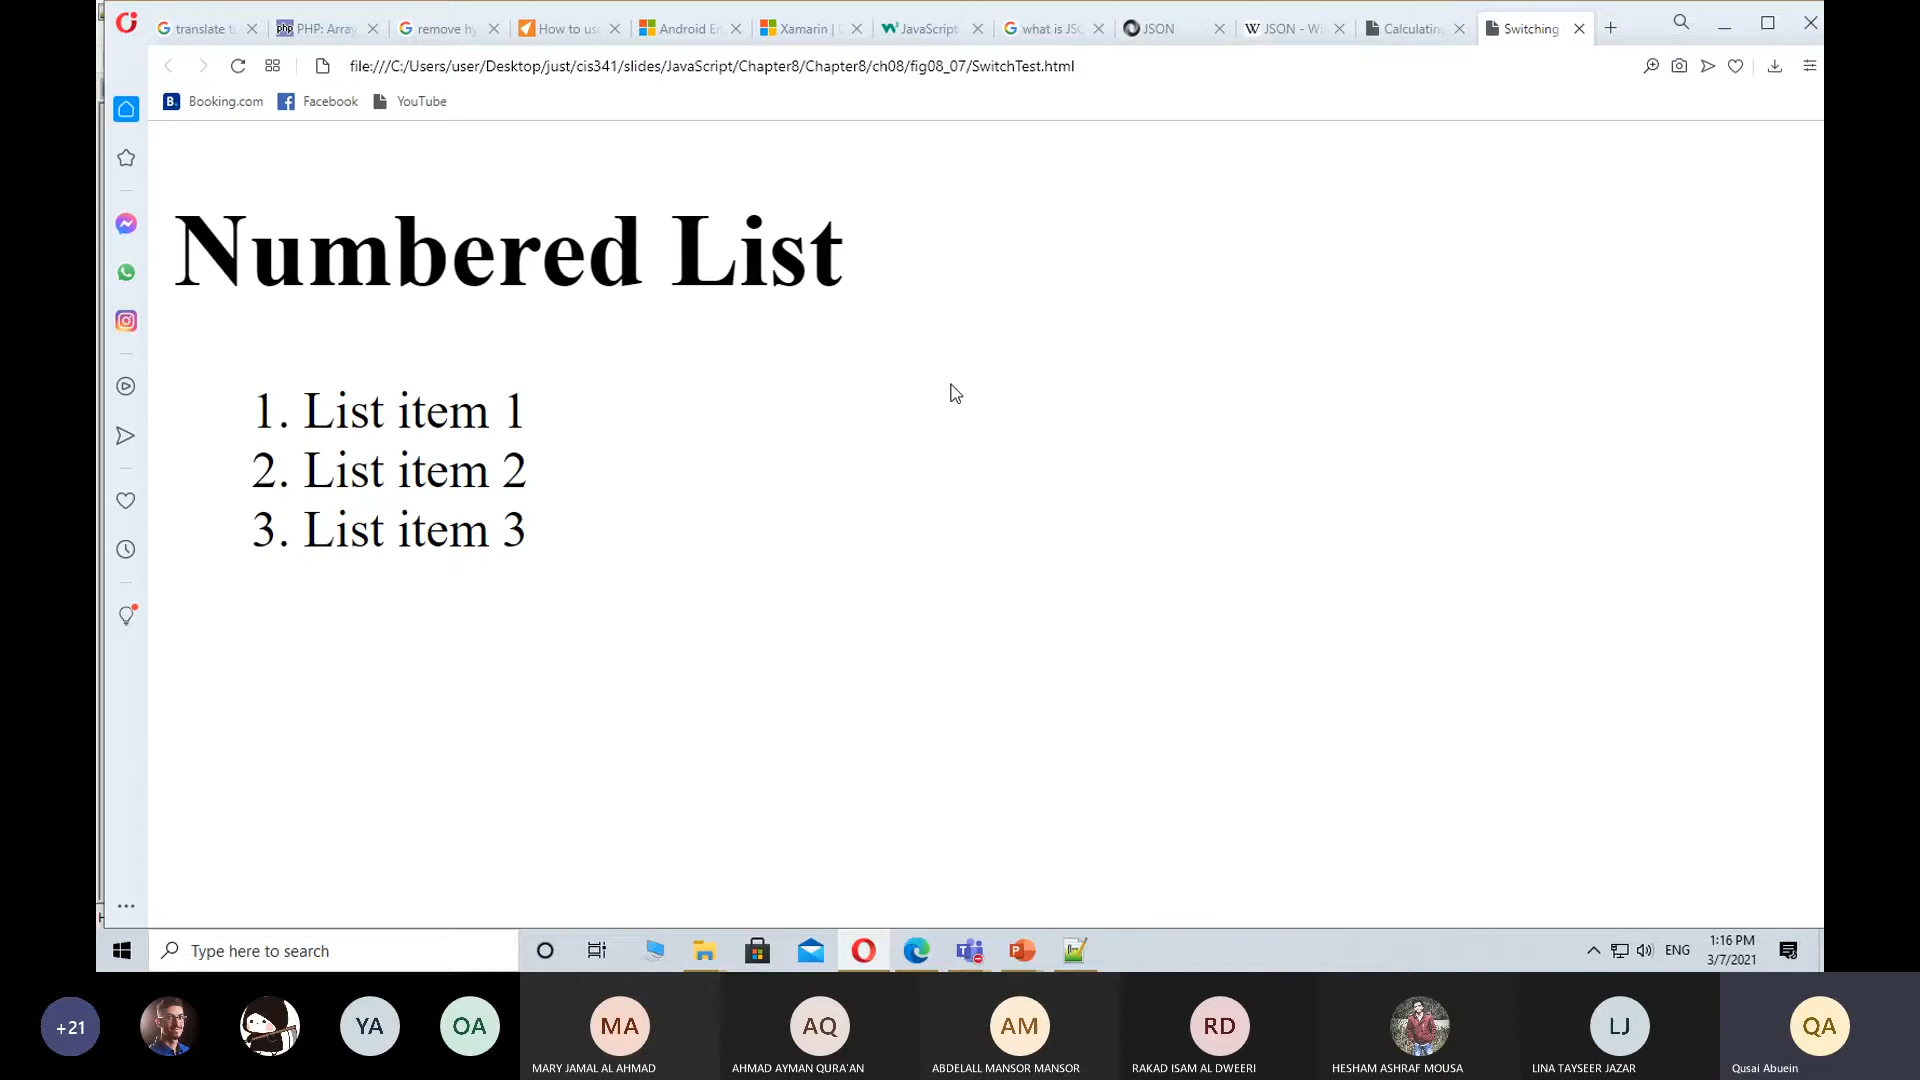 translate t
php PHP: Array
remove hy
How to us
Android E
Xamarin |
JavaScript
what is JSO
JSON
JSON - Wi
Calculatin
Switching
file:///C:/Users/user/Desktop/just/cis341/slides/JavaScript/Chapter8/Chapter8/ch08/fig08_07/SwitchTest.html
B. Booking.com Facebook YouTube
Numbered List
1. List item 1
2. List item 2
3. List item 3
Type here to search
ENG
1:16 PM
3/7/2021
+21
YA
OA
MA
AQ
AM
RD
LJ
QA
MARY JAMAL AL AHMAD
AHMAD AYMAN QURA'AN
ABDELALL MANSOR MANSOR
RAKAD ISAM AL DWEERI
HESHAM ASHRAF MOUSA
LINA TAYSEER JAZAR
Qusai Abuein